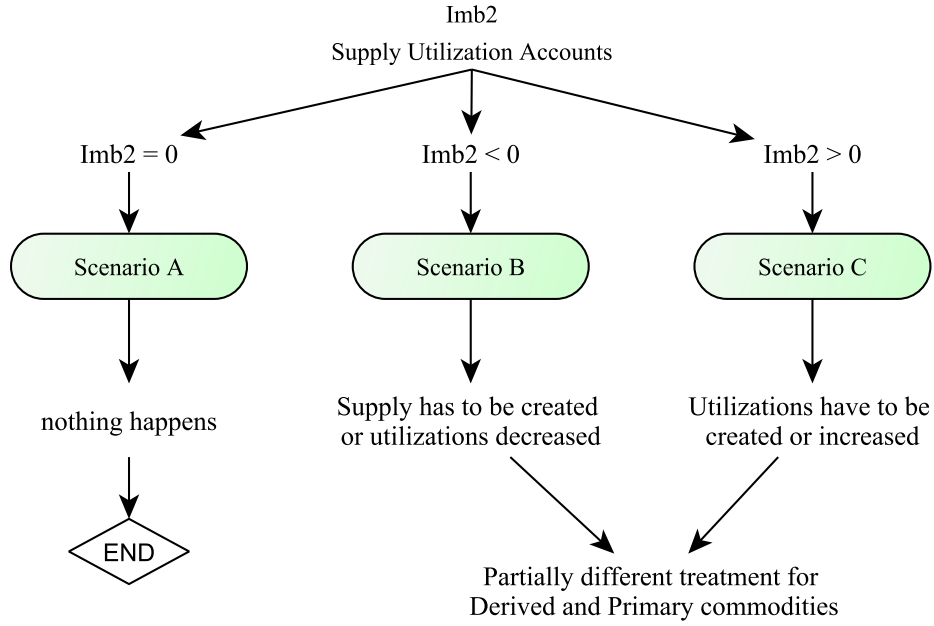 Imb2
Supply Utilization Accounts
Imb2 = 0
Imb2 < 0
Imb2 > 0
Scenario A
Scenario B
Scenario C
nothing happens
Supply has to be created
or utilizations decreased
Utilizations have to be
created or increased
END
Partially different treatment for
Derived and Primary commodities